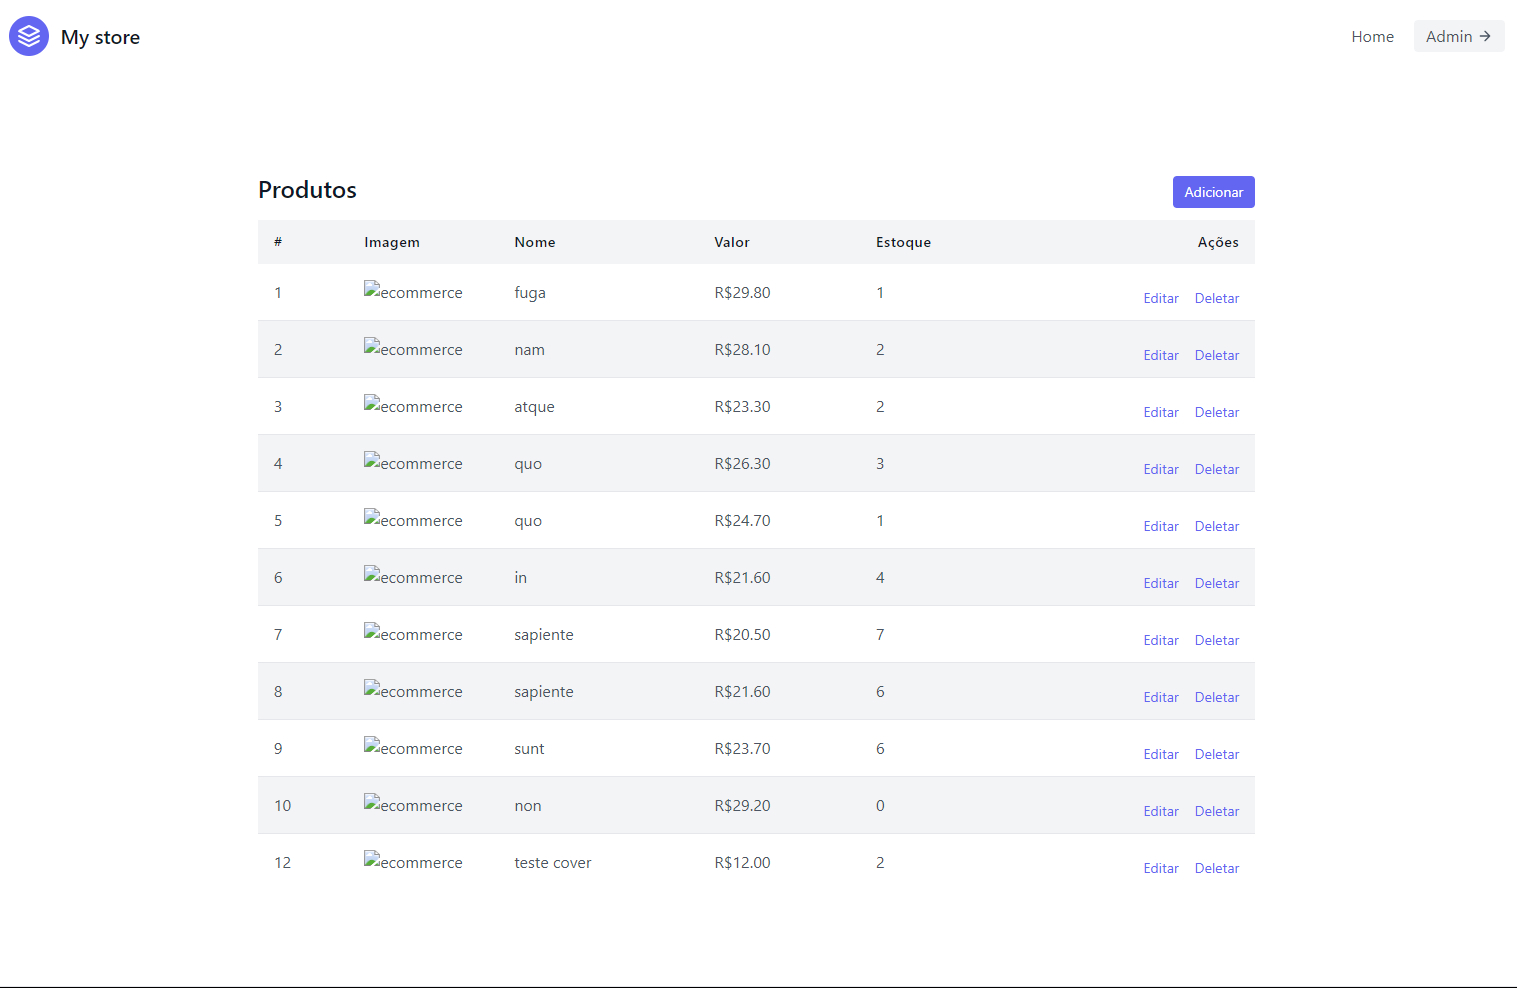 My store Home Admin →
Produtos Adicionar
# Imagem Nome Valor Estoque Ações
1 ecommerce fuga R$29.80 1 Editar Deletar
2 ecommerce nam R$28.10 2 Editar Deletar
3 ecommerce atque R$23.30 2 Editar Deletar
4 ecommerce quo R$26.30 3 Editar Deletar
5 ecommerce quo R$24.70 1 Editar Deletar
6 ecommerce in R$21.60 4 Editar Deletar
7 ecommerce sapiente R$20.50 7 Editar Deletar
8 ecommerce sapiente R$21.60 6 Editar Deletar
9 ecommerce sunt R$23.70 6 Editar Deletar
10 ecommerce non R$29.20 0 Editar Deletar
12 ecommerce teste cover R$12.00 2 Editar Deletar